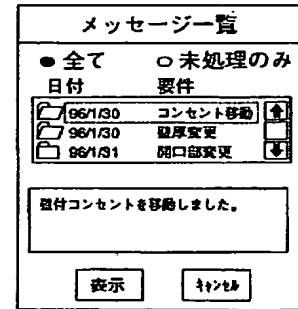 メッセージ一覧
● 全て ○ 未処理のみ
日付 要件
96/1/30 コンセント移動
96/1/30 壁厚変更
96/1/31 開口部変更
壁付コンセントを移動しました。
表示 キャンセル